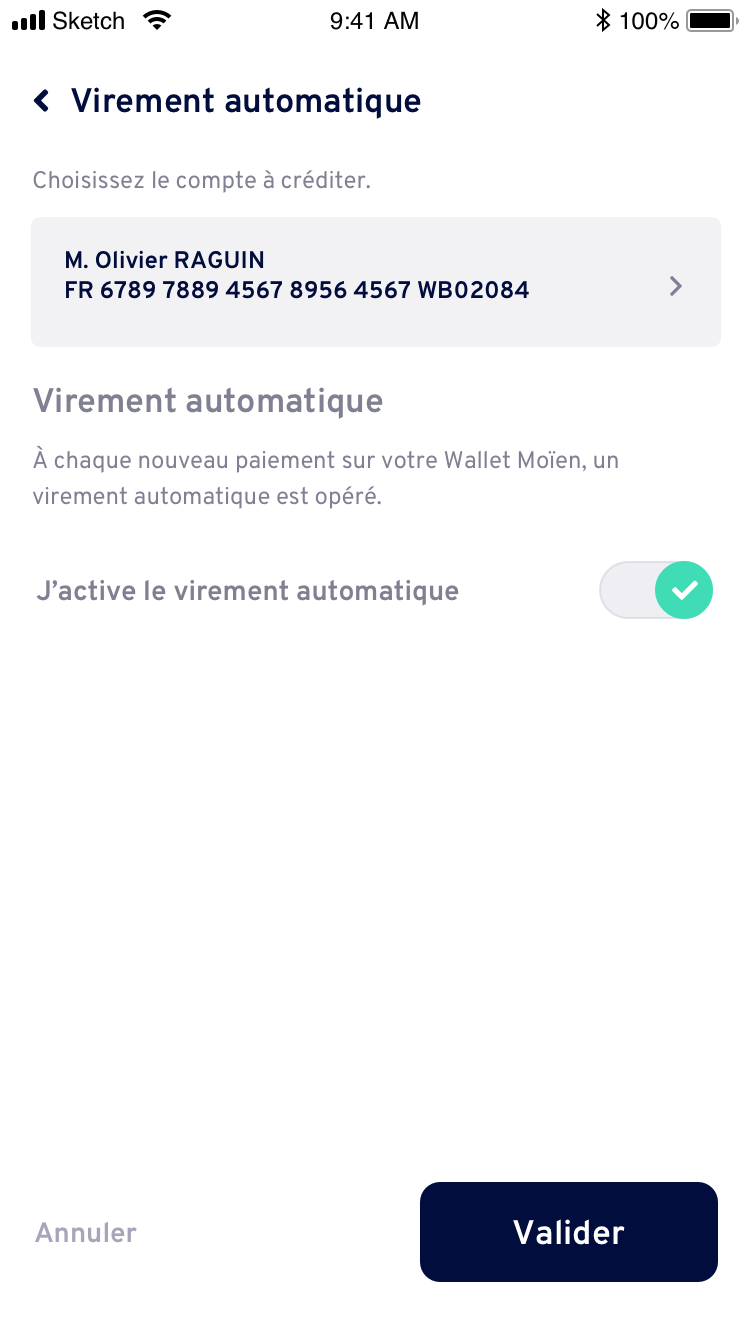 Sketch 9:41 AM 100%
Virement automatique
Choisissez le compte à créditer.
M. Olivier RAGUIN
FR 6789 7889 4567 8956 4567 WB02084
Virement automatique
À chaque nouveau paiement sur votre Wallet Moïen, un
virement automatique est opéré.
J’active le virement automatique
Annuler
Valider